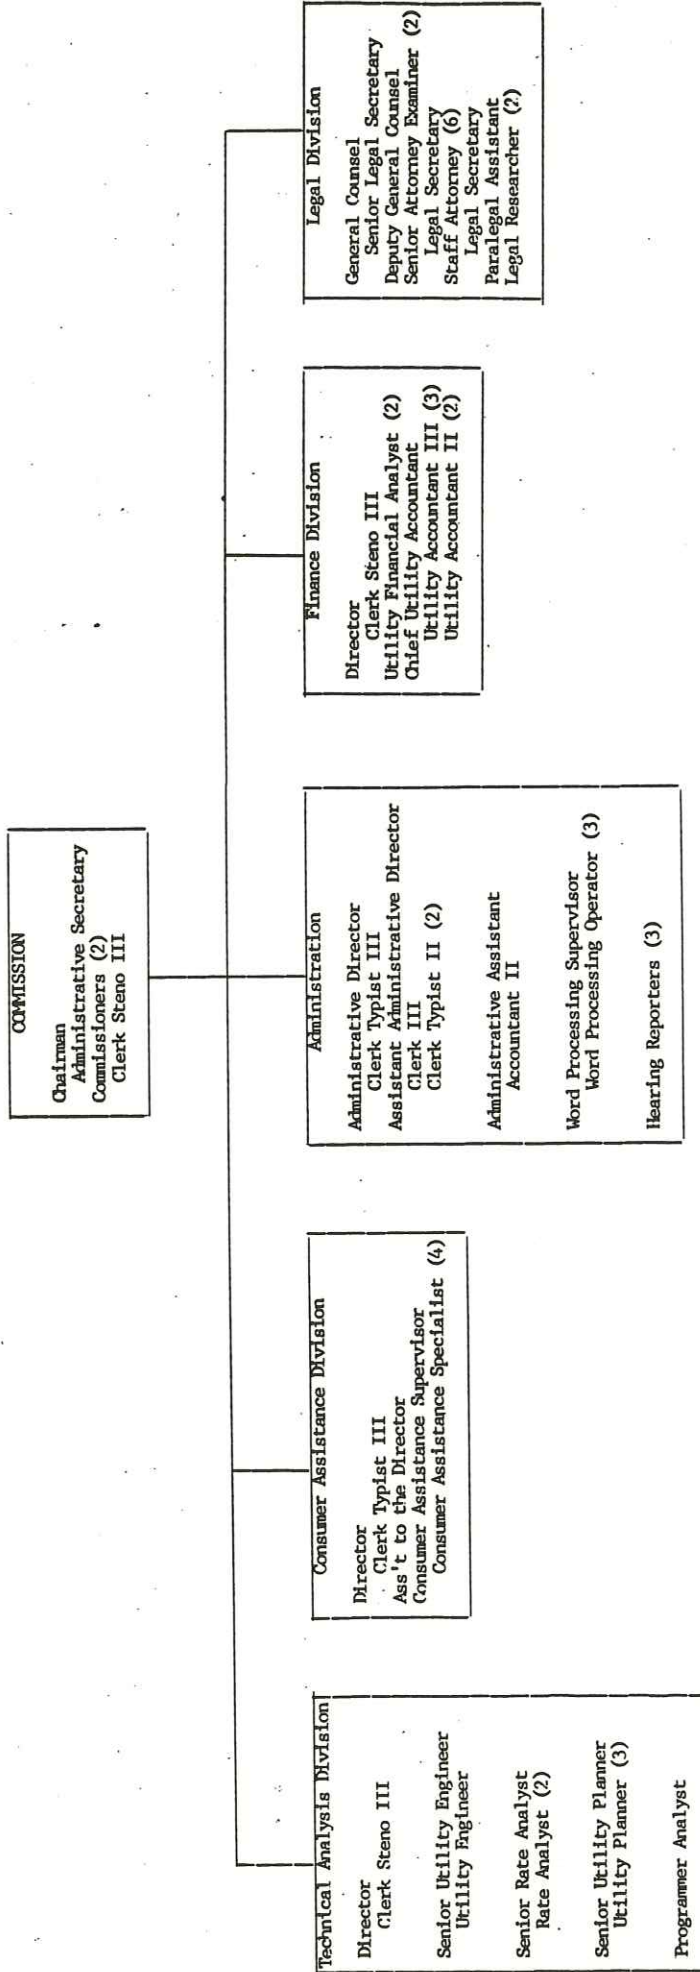 COMMISSION
Chairman
Administrative Secretary
Commissioners (2)
Clerk Steno III
Technical Analysis Division
Director
Clerk Steno III
Senior Utility Engineer
Utility Engineer
Senior Rate Analyst
Rate Analyst (2)
Senior Utility Planner
Utility Planner (3)
Programmer Analyst
Consumer Assistance Division
Director
Clerk Typist III
Ass't to the Director
Consumer Assistance Supervisor
Consumer Assistance Specialist (4)
Administration
Administrative Director
Clerk Typist III
Assistant Administrative Director
Clerk III
Clerk Typist II (2)
Administrative Assistant
Accountant II
Word Processing Supervisor
Word Processing Operator (3)
Hearing Reporters (3)
Finance Division
Director
Clerk Steno III
Utility Financial Analyst (2)
Chief Utility Accountant
Utility Accountant III (3)
Utility Accountant II (2)
Legal Division
General Counsel
Senior Legal Secretary
Deputy General Counsel
Senior Attorney Examiner (2)
Legal Secretary
Staff Attorney (6)
Legal Secretary
Paralegal Assistant
Legal Researcher (2)